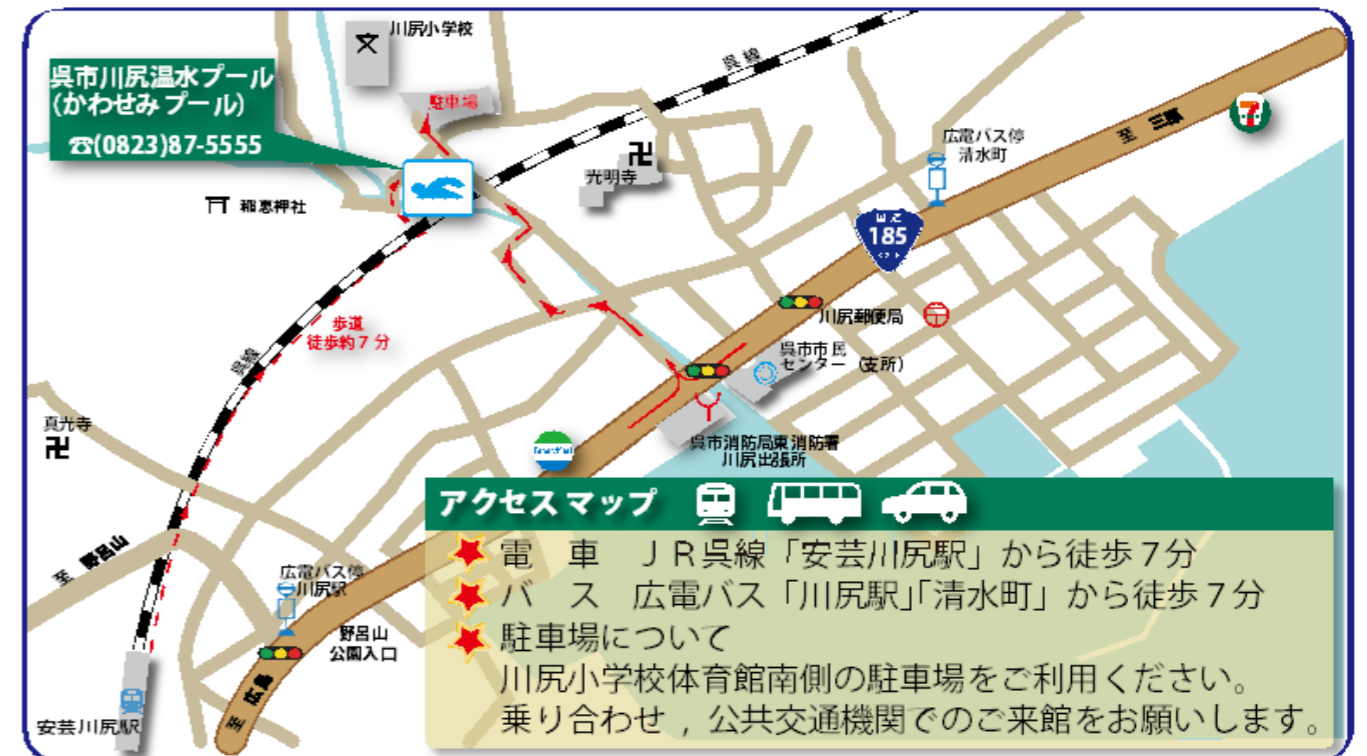 川尻小学校
文
呉線
呉市川尻温水プール
(かわせみプール)
☎(0823)87-5555
駐車場
至 三原
7
広電バス停
清水町
卍
光明寺
稲恵神社
185
歩道
徒歩約7分
川尻郵便局
呉市市民
センター (支所)
呉線
真光寺
卍
呉市消防局東消防署
川尻出張所
至 野呂山
広電バス停
川尻駅
野呂山
公園入口
至 広島
安芸川尻駅
アクセスマップ
電 車 JR呉線「安芸川尻駅」から徒歩7分
バ ス 広電バス「川尻駅」「清水町」から徒歩7分
駐車場について
川尻小学校体育館南側の駐車場をご利用ください。
乗り合わせ , 公共交通機関でのご来館をお願いします。